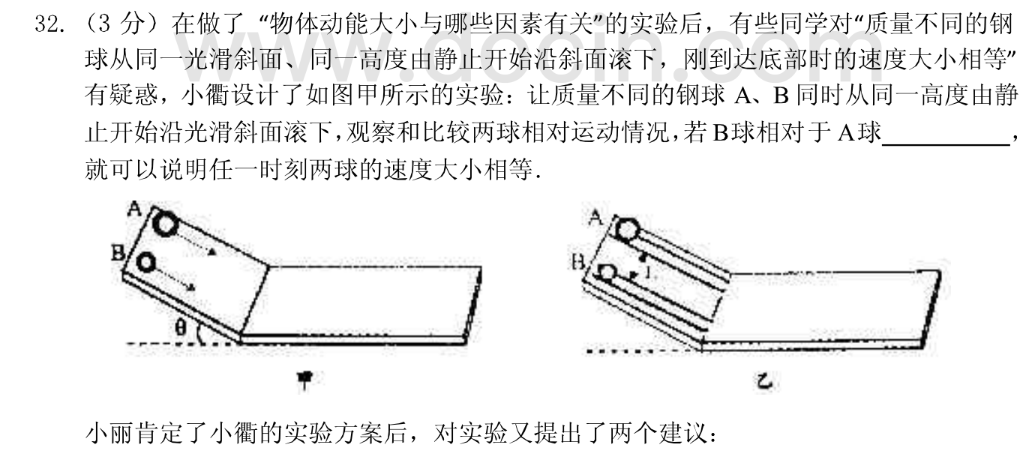 32. （3 分）在做了 “物体动能大小与哪些因素有关”的实验后，有些同学对“质量不同的钢
球从同一光滑斜面、同一高度由静止开始沿斜面滚下，刚到达底部时的速度大小相等”
有疑惑，小衢设计了如图甲所示的实验：让质量不同的钢球 A、B 同时从同一高度由静
止开始沿光滑斜面滚下，观察和比较两球相对运动情况，若 B球相对于 A球__________，
就可以说明任一时刻两球的速度大小相等．
A
B
θ
甲
A
B
L
乙
小丽肯定了小衢的实验方案后，对实验又提出了两个建议：